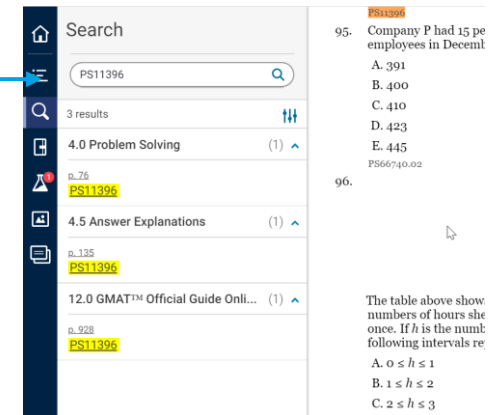 Search
PS11396
3 results
4.0 Problem Solving (1)
p. 76
PS11396
4.5 Answer Explanations (1)
p. 135
PS11396
12.0 GMAT™ Official Guide Onli... (1)
p. 928
PS11396
1
PS11396
95. Company P had 15 pe
employees in Decemb
A. 391
B. 400
C. 410
D. 423
E. 445
PS66740.02
96.
The table above show
numbers of hours she
once. If h is the numb
following intervals re
A. 0 ≤ h ≤ 1
B. 1 ≤ h ≤ 2
C. 2 ≤ h ≤ 3